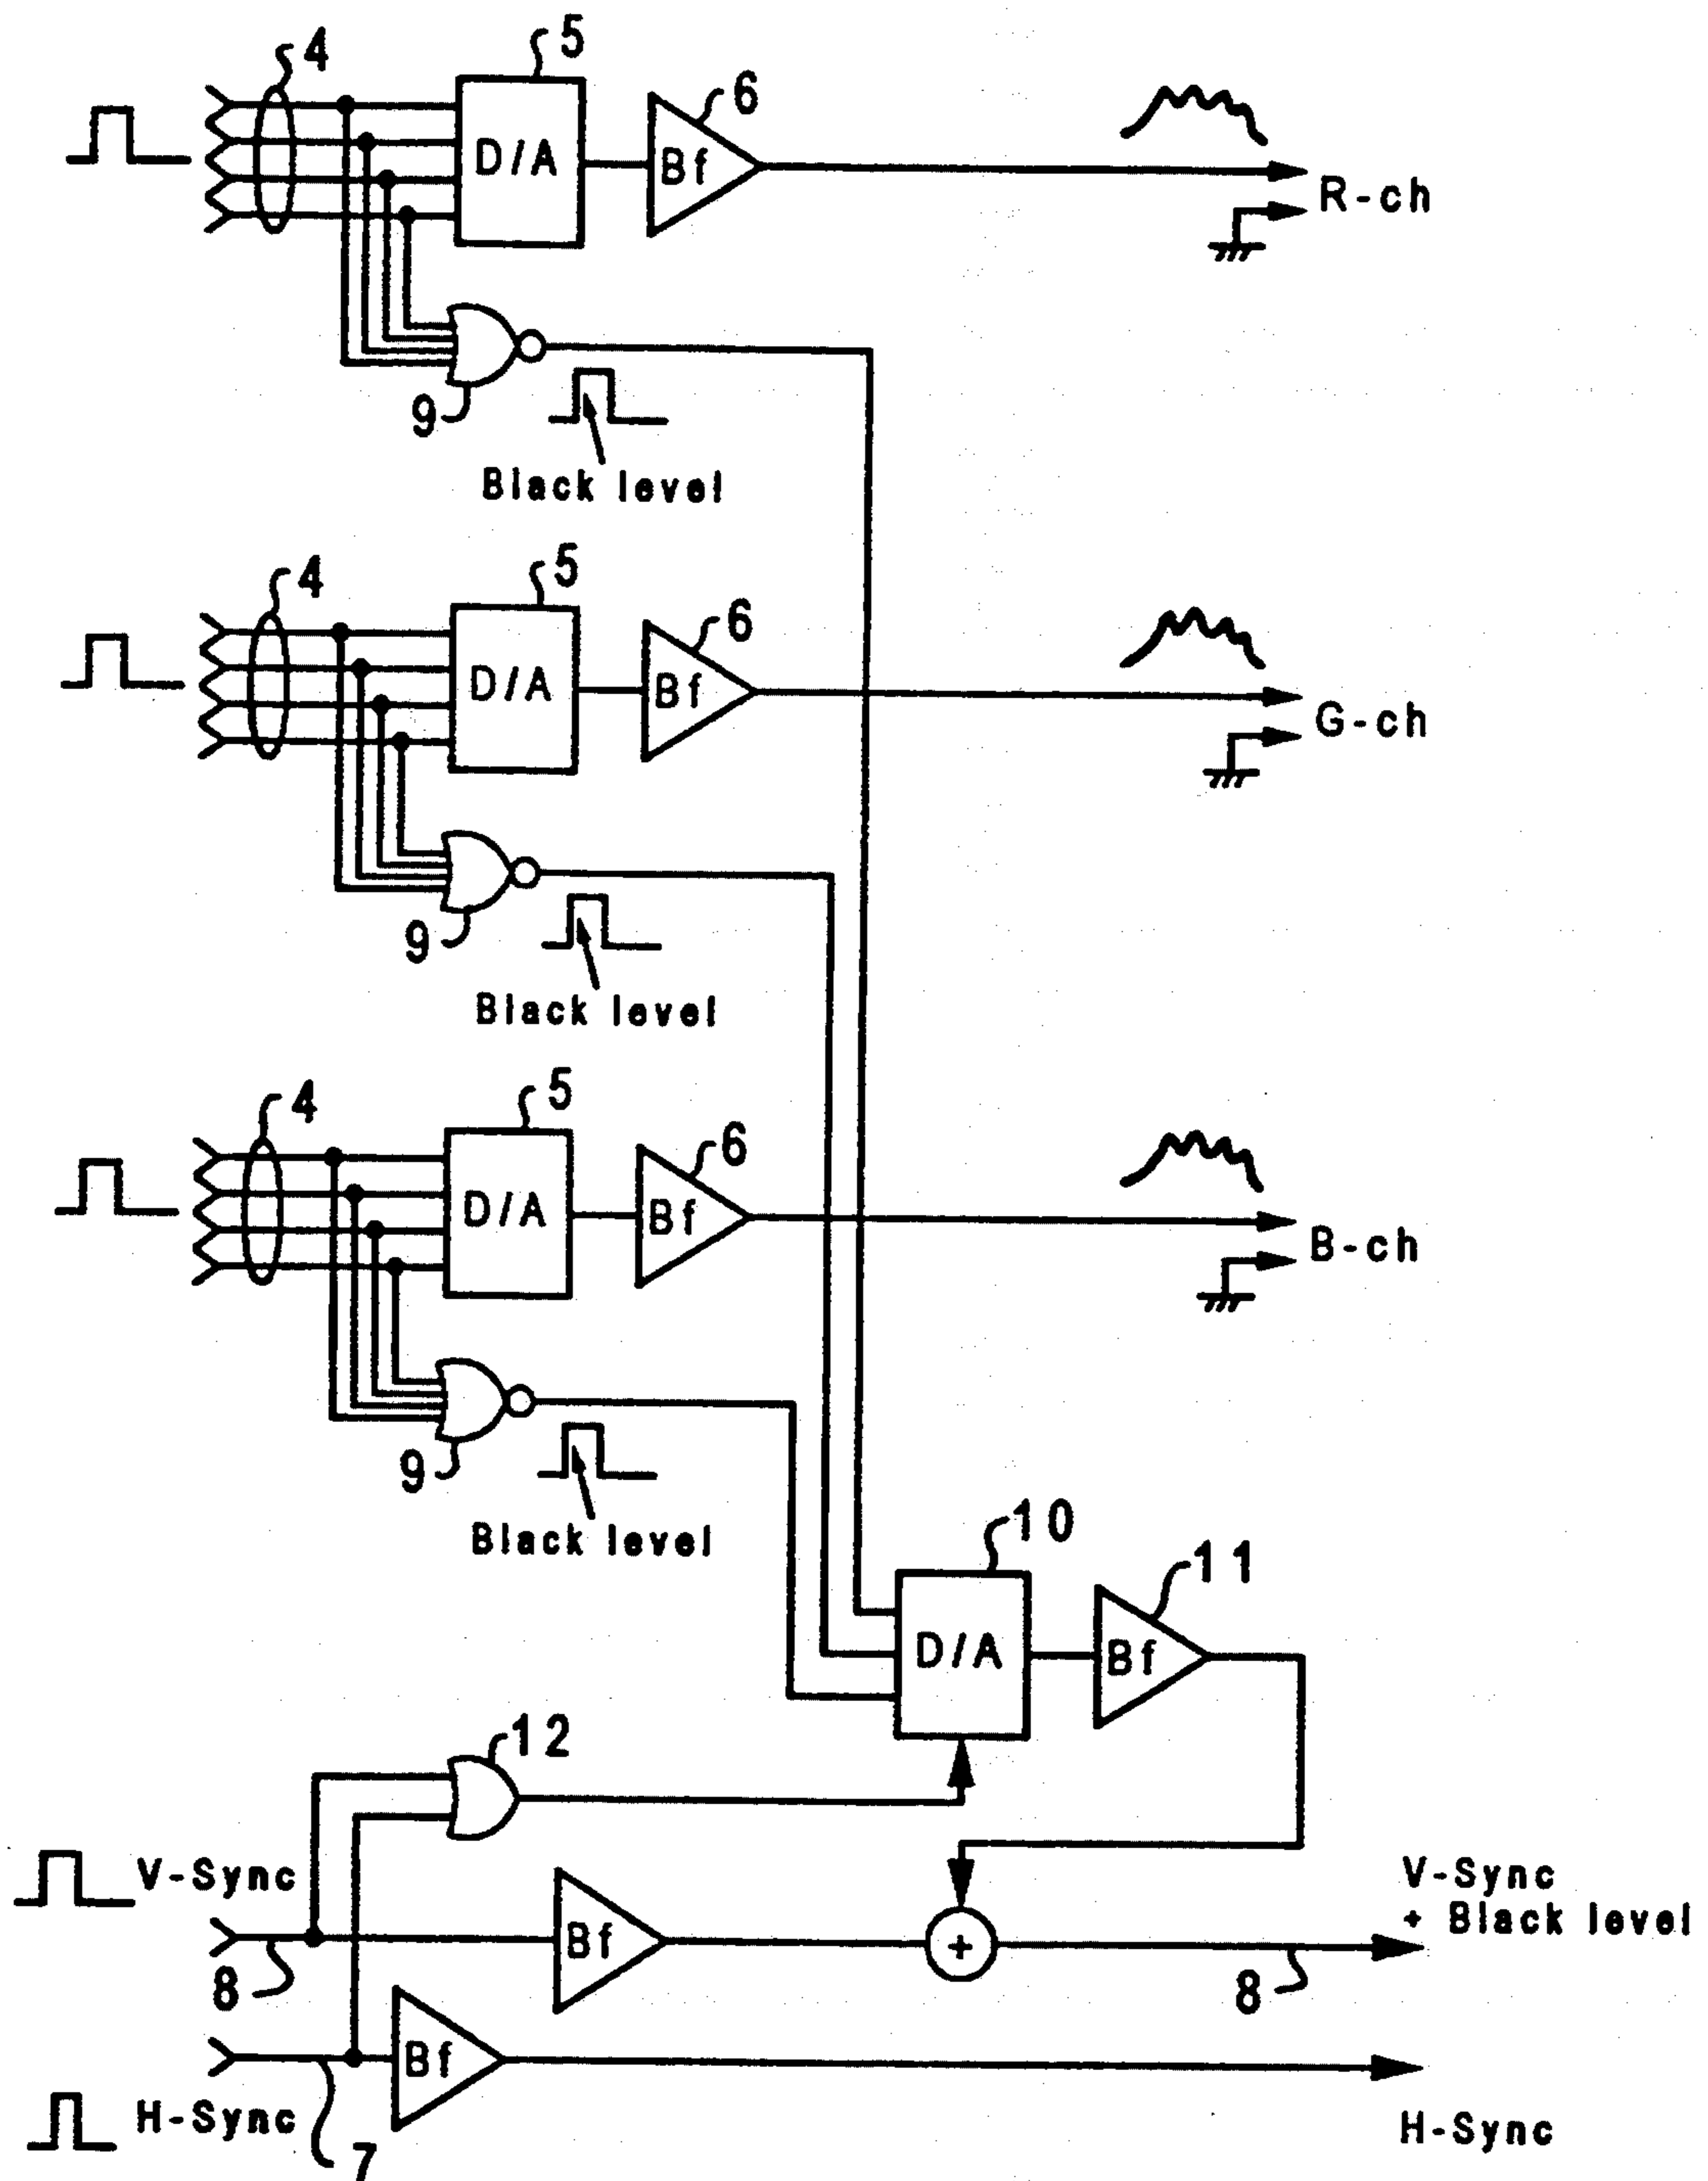 4
5
6
D/A
Bf
R-ch
9
Black level
4
5
6
D/A
Bf
G-ch
9
Black level
4
5
6
D/A
Bf
B-ch
9
Black level
10
11
D/A
Bf
12
V-Sync
V-Sync
+ Black level
Bf
+
8
8
Bf
H-Sync
7
H-Sync